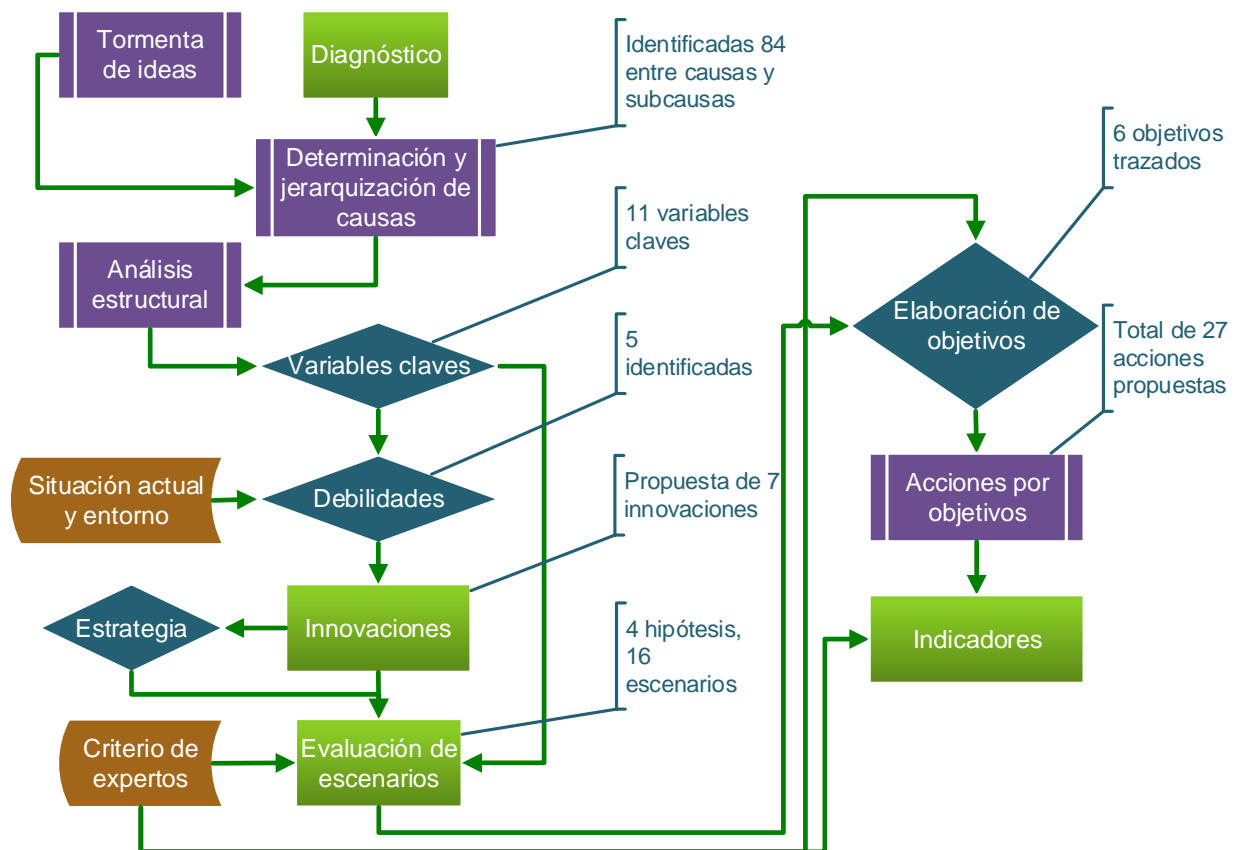 Tormenta
de ideas
Diagnóstico
Identificadas 84
entre causas y
subcausas
Determinación y
jerarquización de
causas
11 variables
claves
Análisis
estructural
Variables claves
5
identificadas
Situación actual
y entorno
Debilidades
Propuesta de 7
innovaciones
Estrategia
Innovaciones
4 hipótesis,
16
escenarios
Criterio de
expertos
Evaluación de
escenarios
6 objetivos
trazados
Elaboración de
objetivos
Total de 27
acciones
propuestas
Acciones por
objetivos
Indicadores